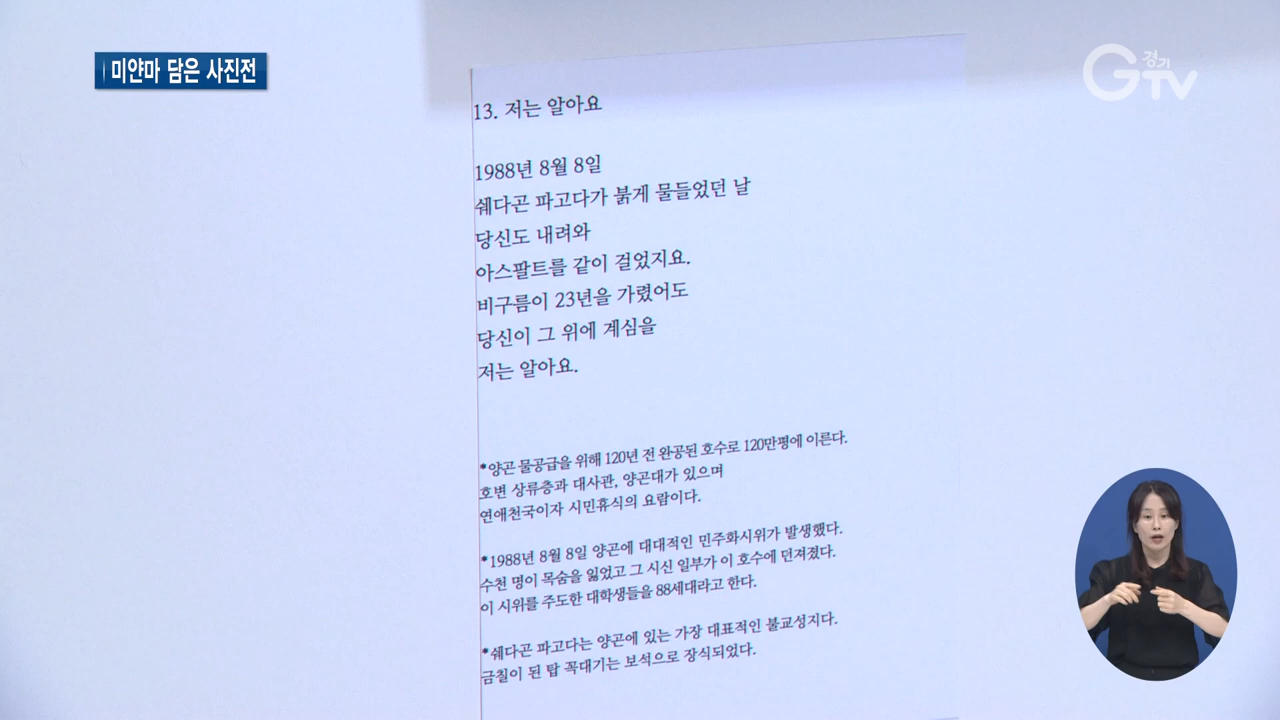 미얀마 담은 사진전
G경기TV
13. 저는 알아요
1988년 8월 8일
쉐다곤 파고다가 붉게 물들었던 날
당신도 내려와
아스팔트를 같이 걸었지요.
비구름이 23년을 가렸어도
당신이 그 위에 계심을
저는 알아요.
*양곤 물공급을 위해 120년 전 완공된 호수로 120만평에 이른다.
호변 상류층과 대사관, 양곤대가 있으며
연애천국이자 시민휴식의 요람이다.
*1988년 8월 8일 양곤에 대대적인 민주화시위가 발생했다.
수천 명이 목숨을 잃었고 그 시신 일부가 이 호수에 던져졌다.
이 시위를 주도한 대학생들을 88세대라고 한다.
*쉐다곤 파고다는 양곤에 있는 가장 대표적인 불교성지다.
금칠이 된 탑 꼭대기는 보석으로 장식되었다.